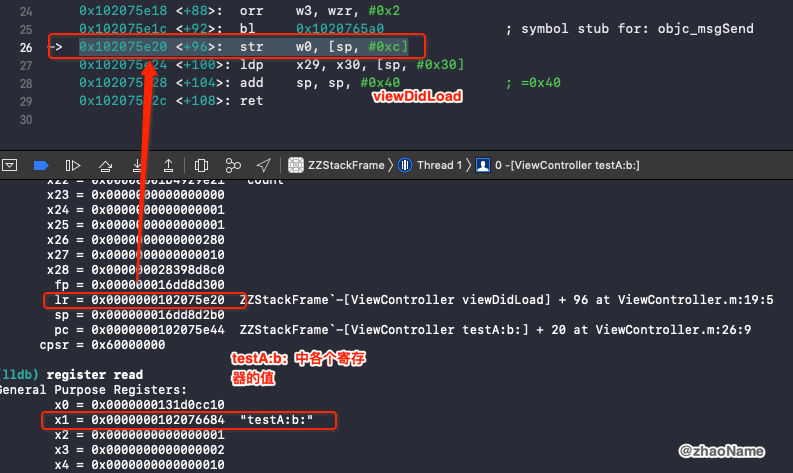 24 0x102075e18 <+88>: orr w3, wzr, #0x2
25 0x102075e1c <+92>: bl 0x1020765a0 ; symbol stub for: objc_msgSend
26 -> 0x102075e20 <+96>: str w0, [sp, #0xc]
27 0x102075e24 <+100>: ldp x29, x30, [sp, #0x30]
28 <+104>: add sp, sp, #0x40 ; =0x40
29 <+108>: ret
30
viewDidLoad
ZZStackFrame Thread 1 0 -[ViewController testA:b:]
"count"
x23 = 0x0000000000000000
x24 = 0x0000000000000001
x25 = 0x0000000000000001
x26 = 0x0000000000000280
x27 = 0x0000000000000010
x28 = 0x000000028398d8c0
fp = 0x000000016dd8d300
lr = 0x0000000102075e20 ZZStackFrame`-[ViewController viewDidLoad] + 96 at ViewController.m:19:5
sp = 0x000000016dd8d2b0
pc = 0x0000000102075e44 ZZStackFrame`-[ViewController testA:b:] + 20 at ViewController.m:26:9
cpsr = 0x60000000
testA:b: 中各个寄存
器的值
(lldb) register read
General Purpose Registers:
x0 = 0x0000000131d0cc10
x1 = 0x0000000102076684 "testA:b:"
x2 = 0x0000000000000001
x3 = 0x0000000000000002
x4 = 0x0000000000000010
@zhaoName